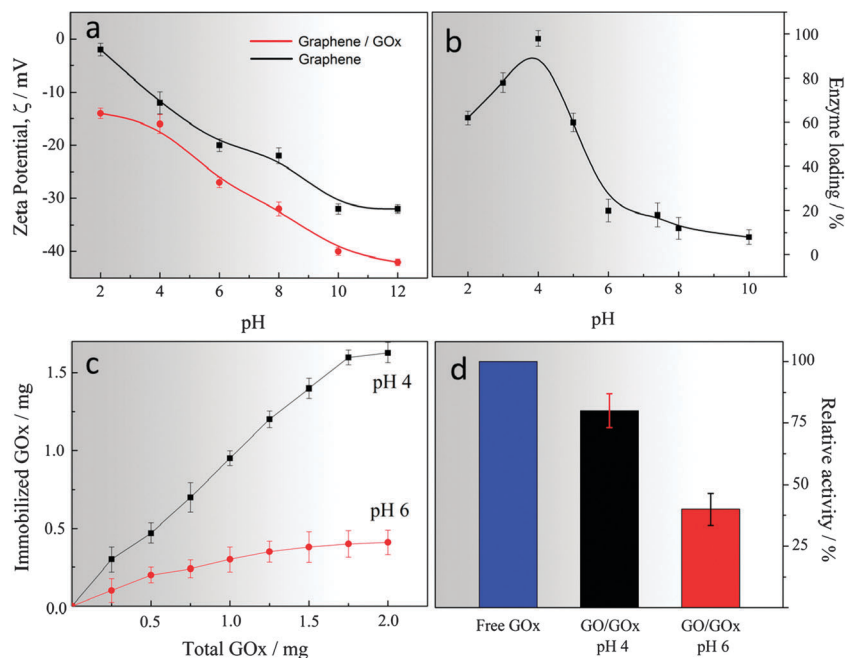 a
Graphene / GOx
Graphene
Zeta Potential, ζ / mV
0
-10
-20
-30
-40
2 4 6 8 10 12
pH
b
Enzyme loading / %
100
80
60
40
20
0
2 4 6 8 10
pH
c
pH 4
pH 6
Immobilized GOx / mg
1.5
1.0
0.5
0.0
0.5 1.0 1.5 2.0
Total GOx / mg
d
Relative activity / %
100
75
50
25
Free GOx GO/GOx GO/GOx
pH 4 pH 6